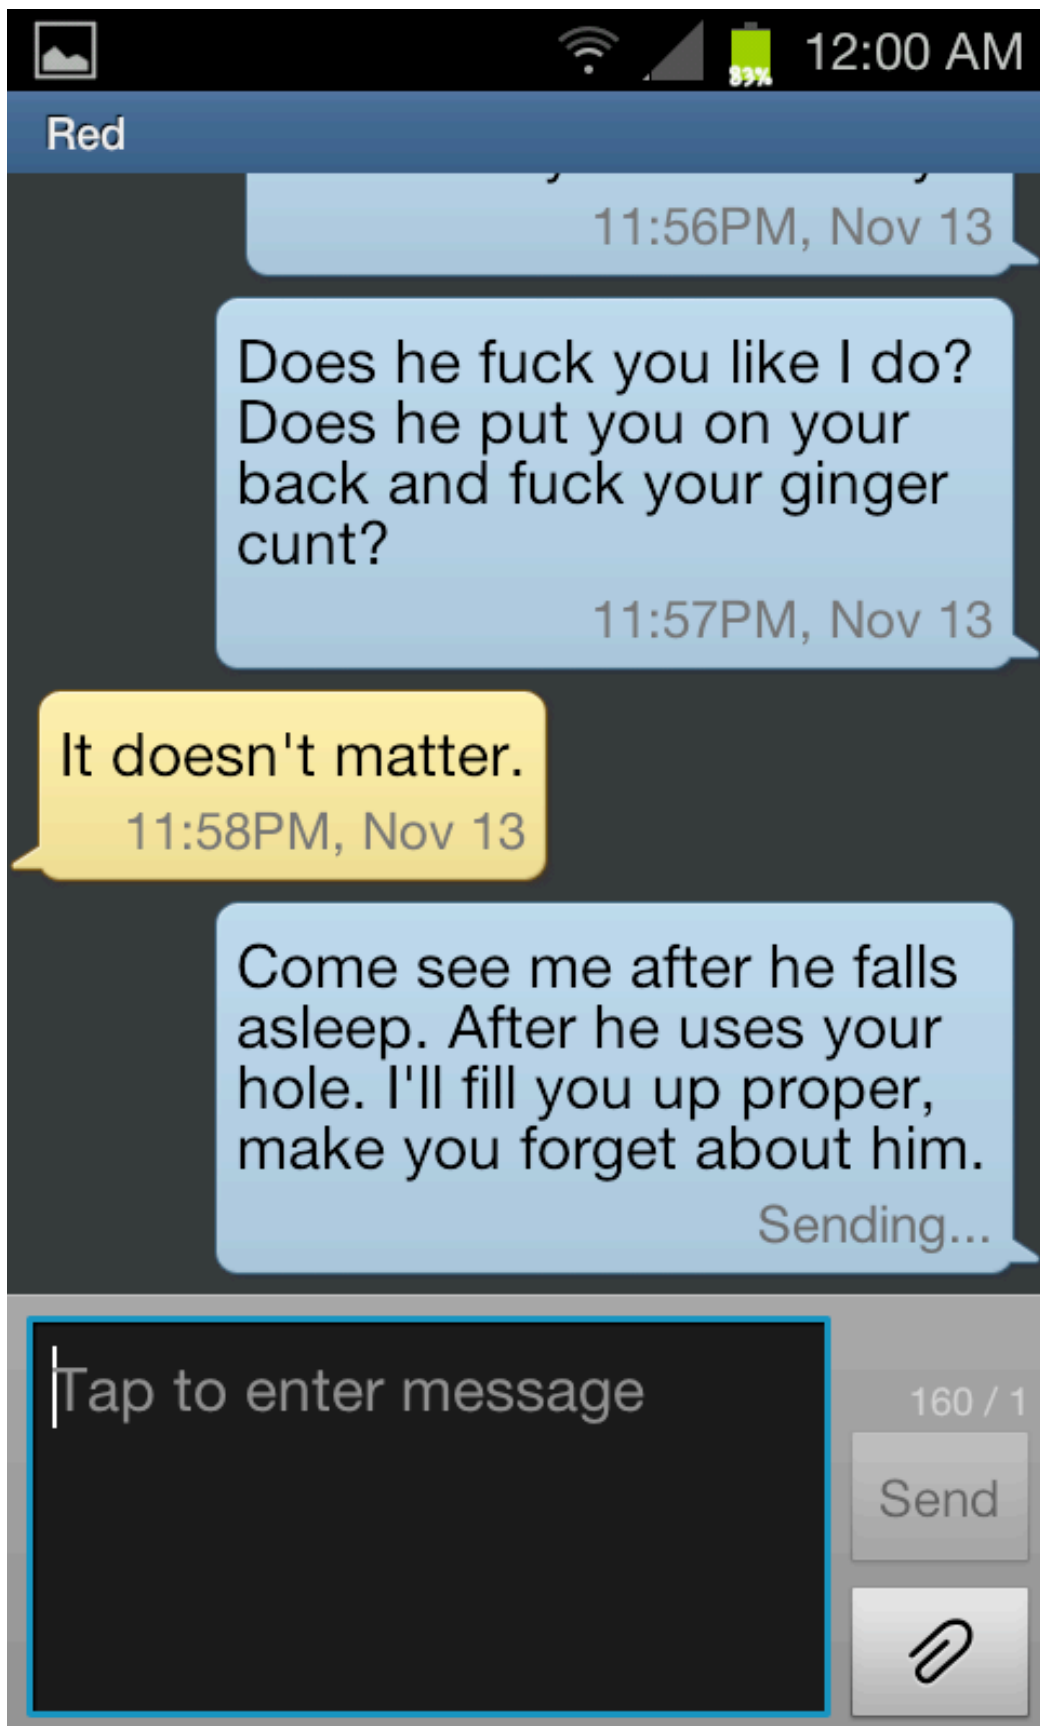 83%
12:00 AM
Red
11:56PM, Nov 13
Does he fuck you like I do?
Does he put you on your
back and fuck your ginger
cunt?
11:57PM, Nov 13
It doesn't matter.
11:58PM, Nov 13
Come see me after he falls
asleep. After he uses your
hole. I'll fill you up proper,
make you forget about him.
Sending...
Tap to enter message
160 / 1
Send